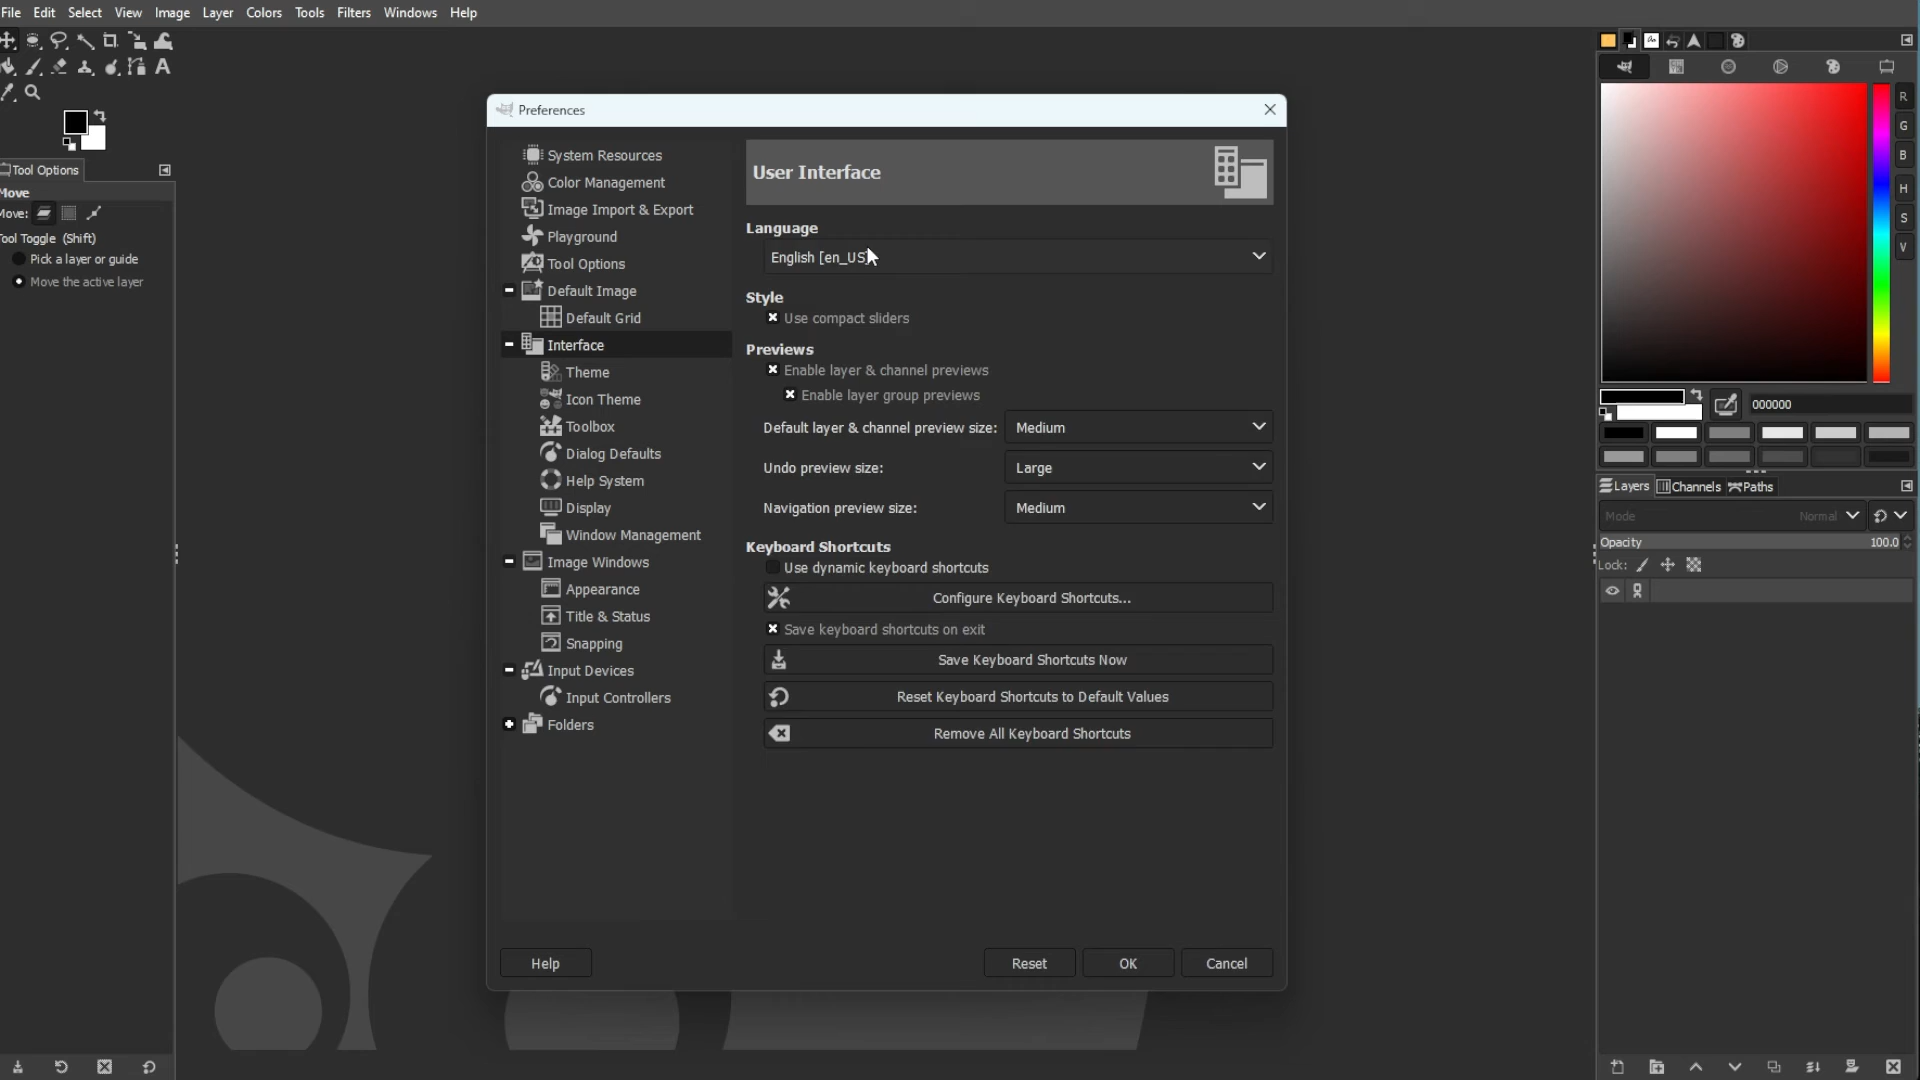 File Edit Select View Image Layer Colors Tools Filters Windows Help
Tool Options
Move
Move:
Tool Toggle (Shift)
Pick a layer or guide
Move the active layer
Preferences
System Resources
Color Management
Image Import & Export
Playground
Tool Options
Default Image
Default Grid
Interface
Theme
Icon Theme
Toolbox
Dialog Defaults
Help System
Display
Window Management
Image Windows
Appearance
Title & Status
Snapping
Input Devices
Input Controllers
Folders
User Interface
Language
English [en_US]
Style
Use compact sliders
Previews
Enable layer & channel previews
Enable layer group previews
Default layer & channel preview size: Medium
Undo preview size: Large
Navigation preview size: Medium
Keyboard Shortcuts
Use dynamic keyboard shortcuts
Configure Keyboard Shortcuts...
Save keyboard shortcuts on exit
Save Keyboard Shortcuts Now
Reset Keyboard Shortcuts to Default Values
Remove All Keyboard Shortcuts
Help Reset OK Cancel
R
G
B
H
S
V
000000
Layers Channels Paths
Mode Normal
Opacity 100.0
Lock: